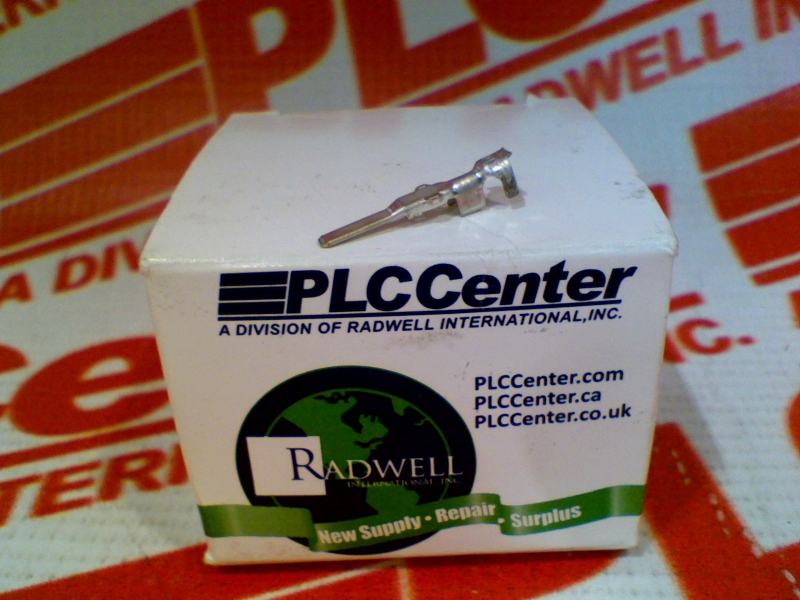 PLC
RADWELL IN
A DIV
PLCCenter
A DIVISION OF RADWELL INTERNATIONAL,INC.
PLCCenter.com
PLCCenter.ca
PLCCenter.co.uk
RADWELL
INTERNATIONAL INC
New Supply • Repair • Surplus
INC.